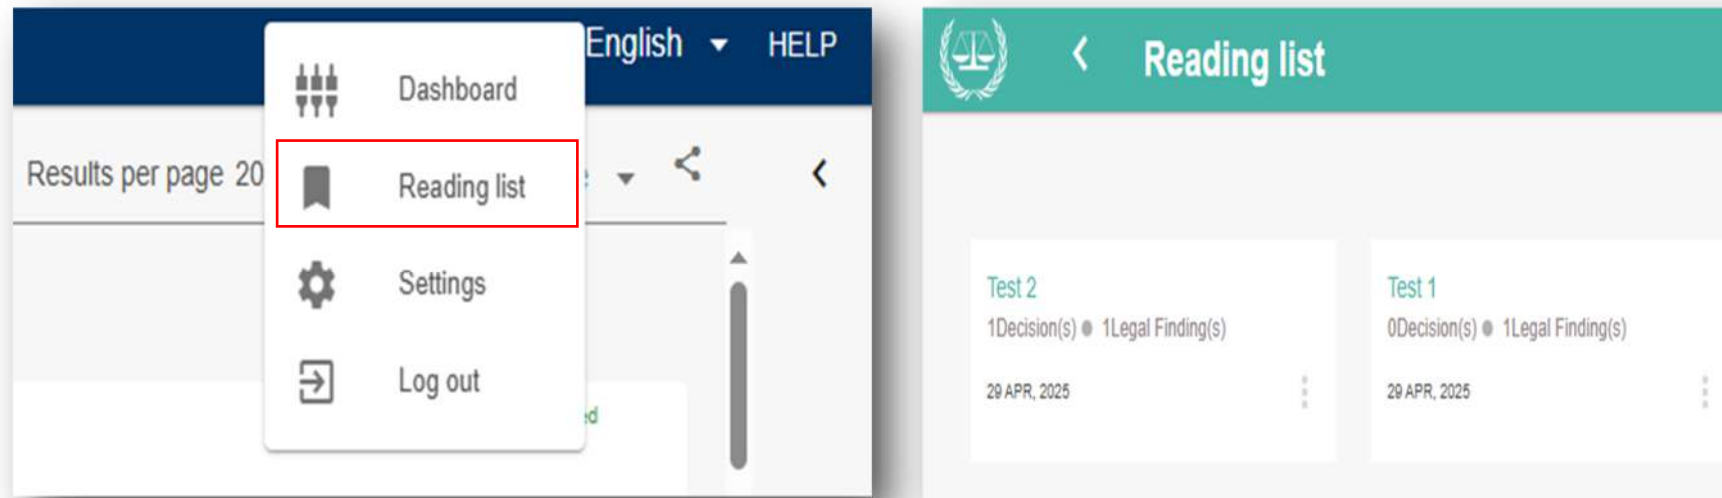 English HELP
Dashboard
Results per page 20
Reading list
Settings
Log out
Reading list
Test 2
1Decision(s) 1Legal Finding(s)
29 APR, 2025
Test 1
0Decision(s) 1Legal Finding(s)
29 APR, 2025